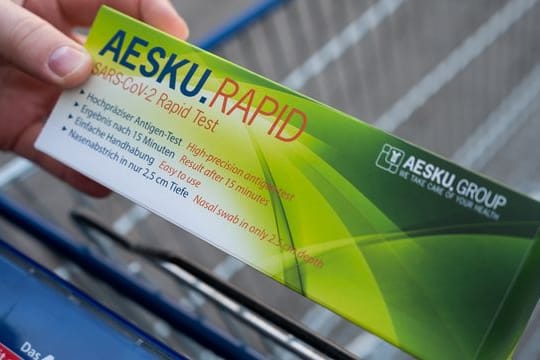 AESKU.RAPID
SARS-CoV-2 Rapid Test
▸ Hochpräziser Antigen-Test High-precision antigen test
▸ Ergebnis nach 15 Minuten Result after 15 minutes
▸ Einfache Handhabung Easy to use
▸ Nasenabstrich in nur 2,5 cm Tiefe Nasal swab in only 2.5 cm depth
AESKU.GROUP
WE TAKE CARE OF YOUR HEALTH
Das